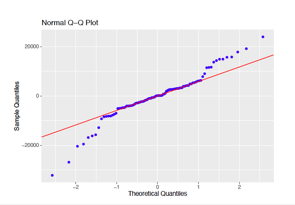 Normal Q-Q Plot
20000
0
-20000
Sample Quantiles
-2
-1
0
1
2
Theoretical Quantiles